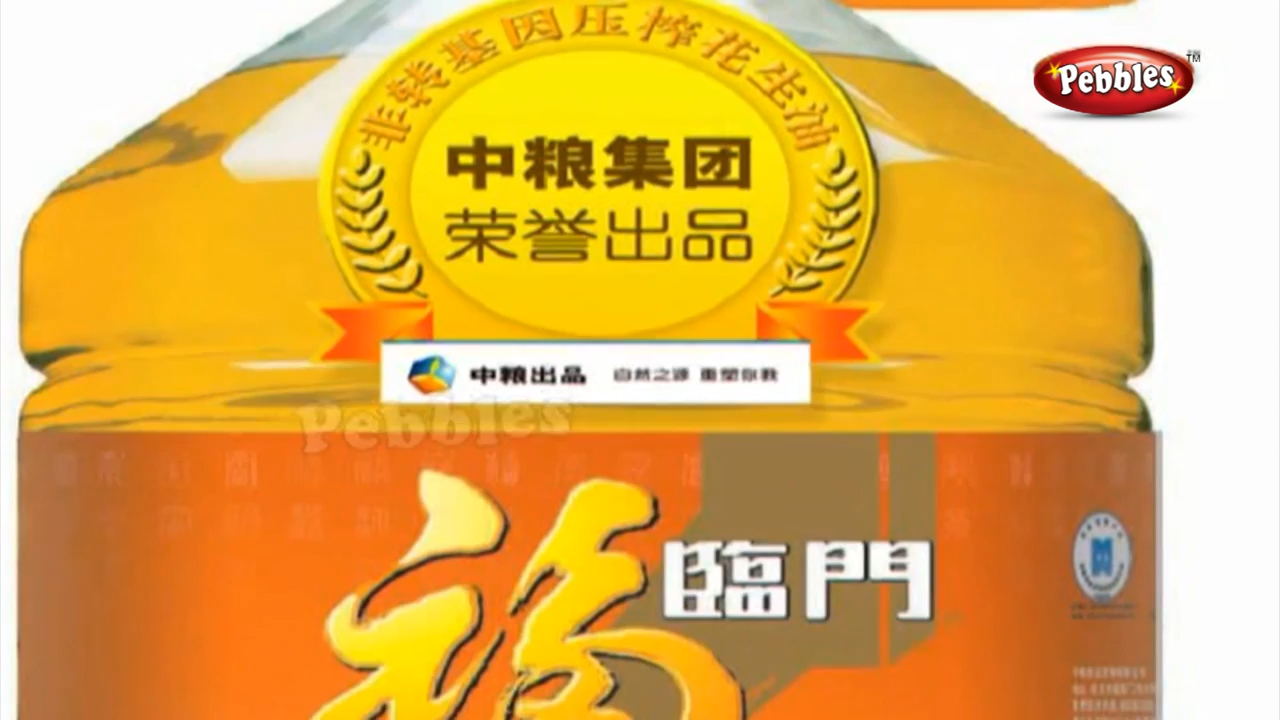 非转基因压榨花生油
Pebbles™
中粮集团
荣誉出品
中粮出品 自然之源 重塑你我
Pebbles
福
臨門